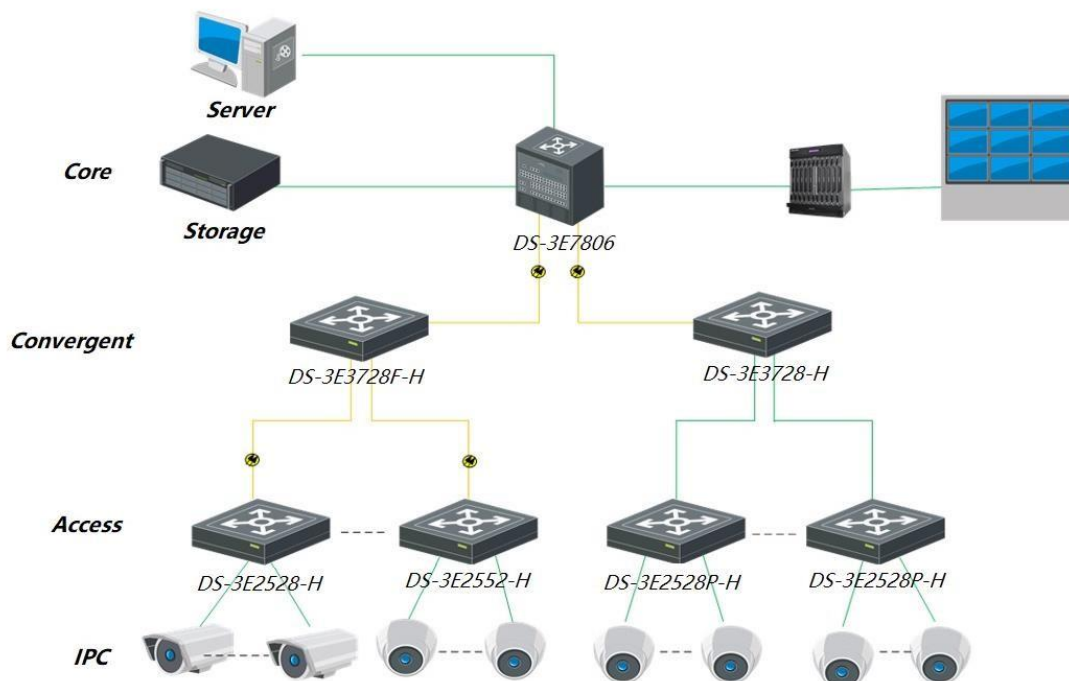 Server
Core
Storage
DS-3E7806
Convergent
DS-3E3728F-H
DS-3E3728-H
Access
DS-3E2528-H
DS-3E2552-H
DS-3E2528P-H
DS-3E2528P-H
IPC